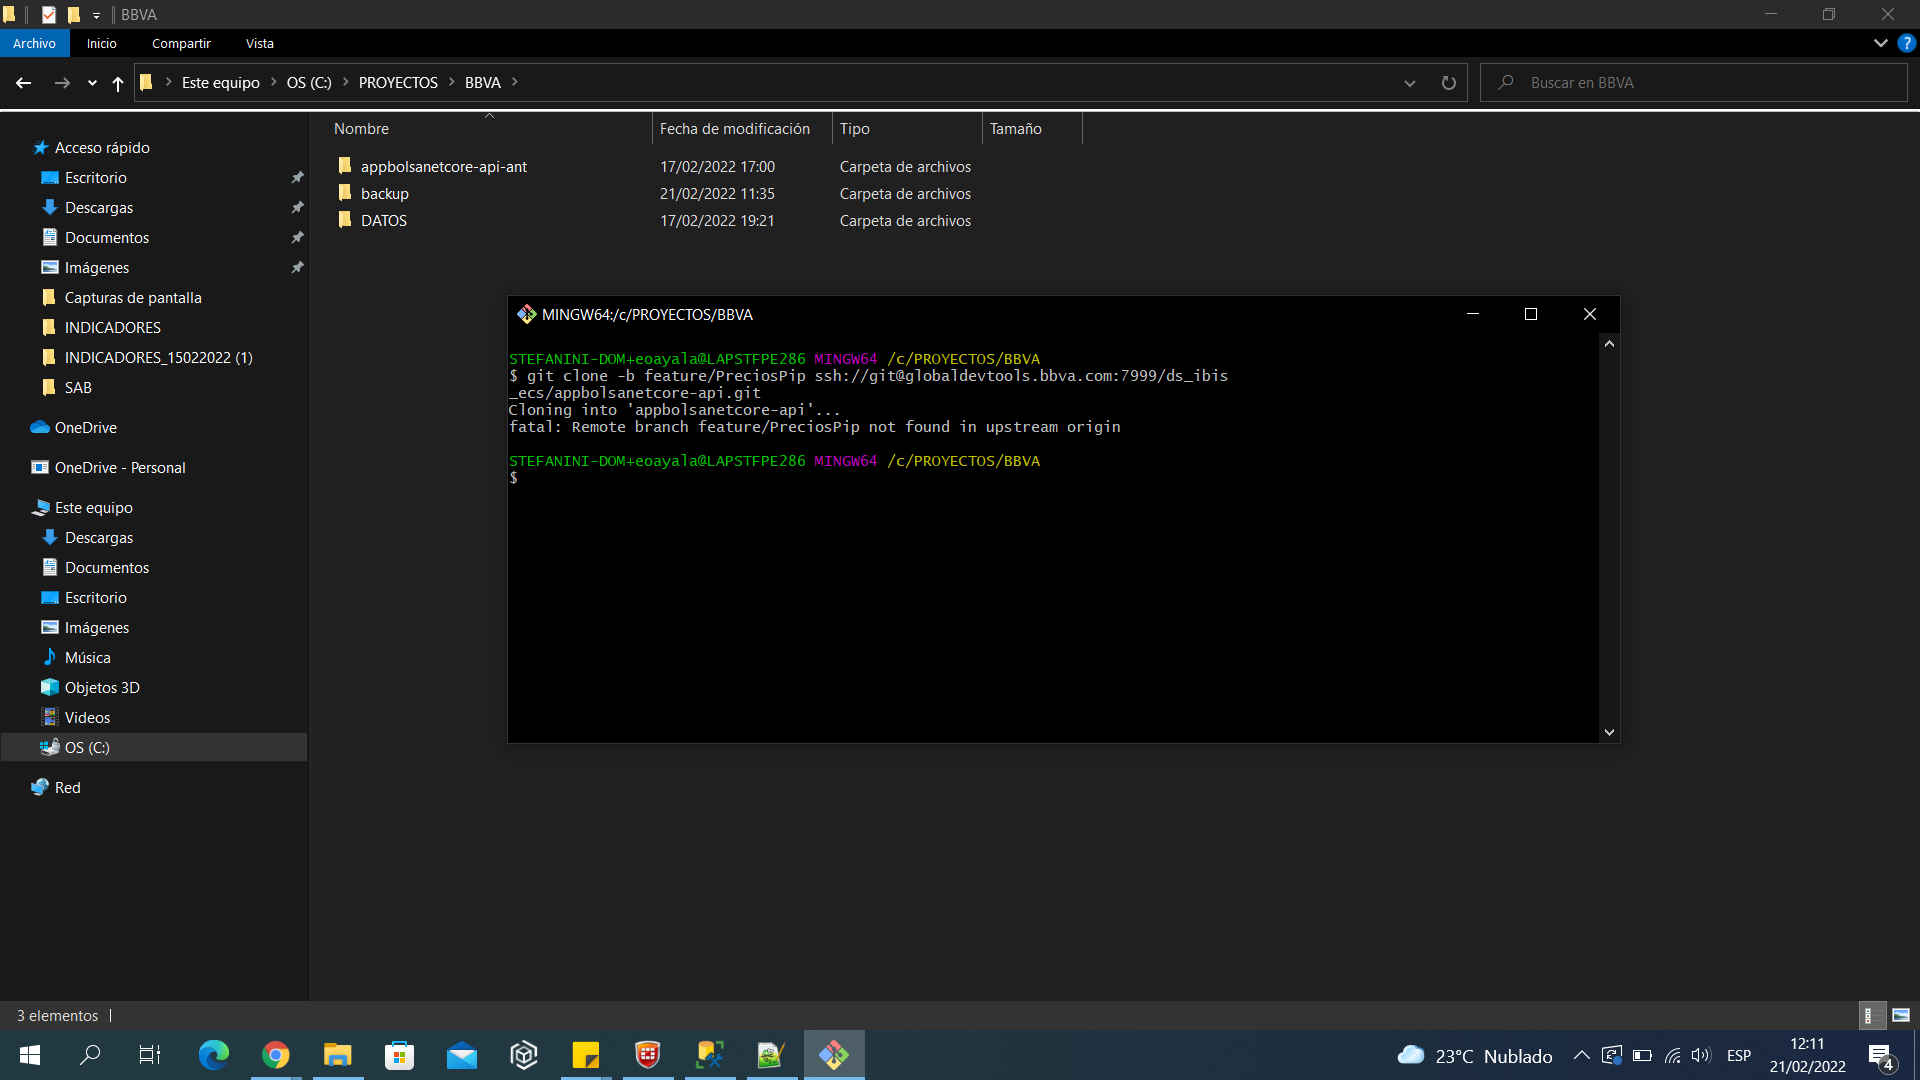 BBVA
Archivo
Inicio
Compartir
Vista
Este equipo
OS (C:)
PROYECTOS
BBVA
Buscar en BBVA
Nombre
Fecha de modificación
Tipo
Tamaño
appbolsanetcore-api-ant
17/02/2022 17:00
Carpeta de archivos
backup
21/02/2022 11:35
Carpeta de archivos
DATOS
17/02/2022 19:21
Carpeta de archivos
Acceso rápido
Escritorio
Descargas
Documentos
Imágenes
Capturas de pantalla
INDICADORES
INDICADORES_15022022 (1)
SAB
OneDrive
OneDrive - Personal
Este equipo
Descargas
Documentos
Escritorio
Imágenes
Música
Objetos 3D
Videos
OS (C:)
Red
MINGW64:/c/PROYECTOS/BBVA
STEFANINI-DOM+eoayala@LAPSTFPE286 MINGW64 /c/PROYECTOS/BBVA
$ git clone -b feature/PreciosPip ssh://git@globaldevtools.bbva.com:7999/ds_ibis
_ecs/appbolsanetcore-api.git
Cloning into 'appbolsanetcore-api'...
fatal: Remote branch feature/PreciosPip not found in upstream origin
STEFANINI-DOM+eoayala@LAPSTFPE286 MINGW64 /c/PROYECTOS/BBVA
$
3 elementos
23°C Nublado
ESP
12:11
21/02/2022
4